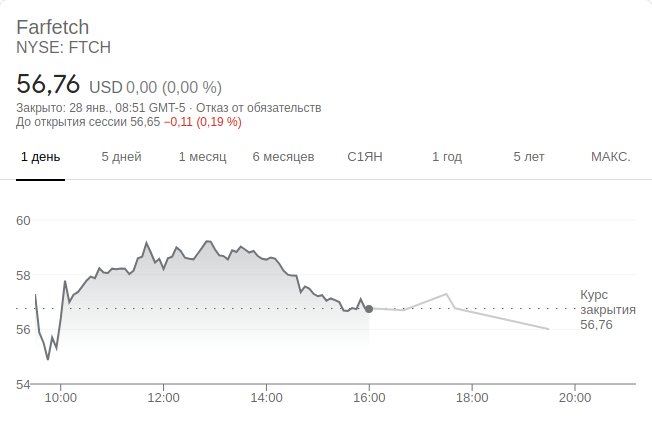 Farfetch
NYSE: FTCH
56,76 USD 0,00 (0,00 %)
Закрыто: 28 янв., 08:51 GMT-5 · Отказ от обязательств
До открытия сессии 56,65 −0,11 (0,19 %)
1 день 5 дней 1 месяц 6 месяцев С1ЯН 1 год 5 лет МАКС.
60
58
Курс
закрытия
56
56,76
54
10:00 12:00 14:00 16:00 18:00 20:00